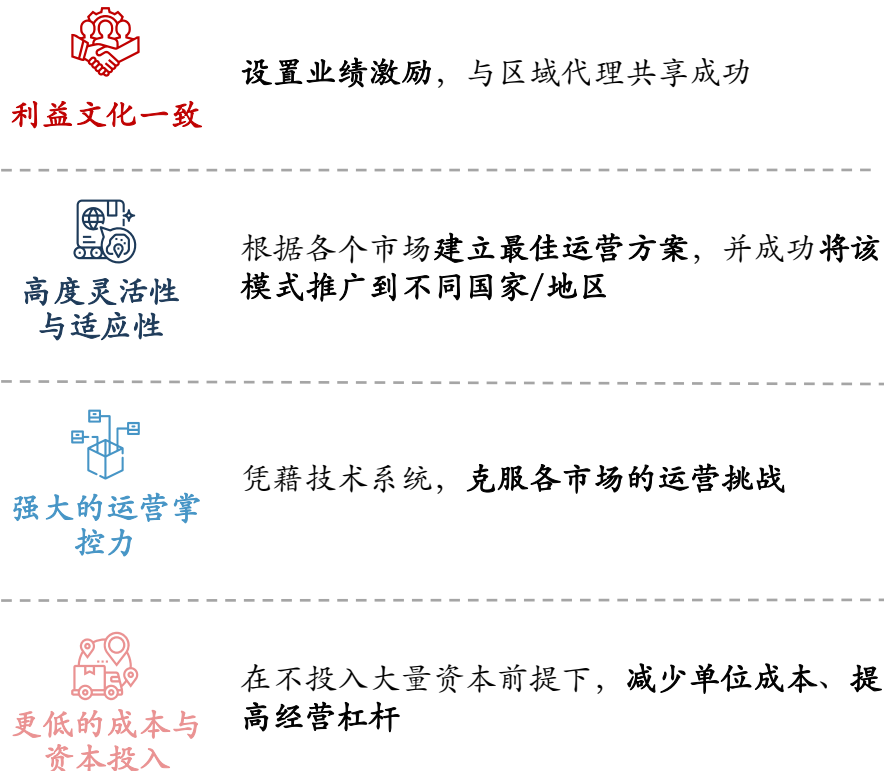 设置业绩激励，与区域代理共享成功
利益文化一致
根据各个市场建立最佳运营方案，并成功将该
模式推广到不同国家/地区
高度灵活性
与适应性
凭藉技术系统，克服各市场的运营挑战
强大的运营掌
控力
在不投入大量资本前提下，减少单位成本、提
高经营杠杆
更低的成本与
资本投入